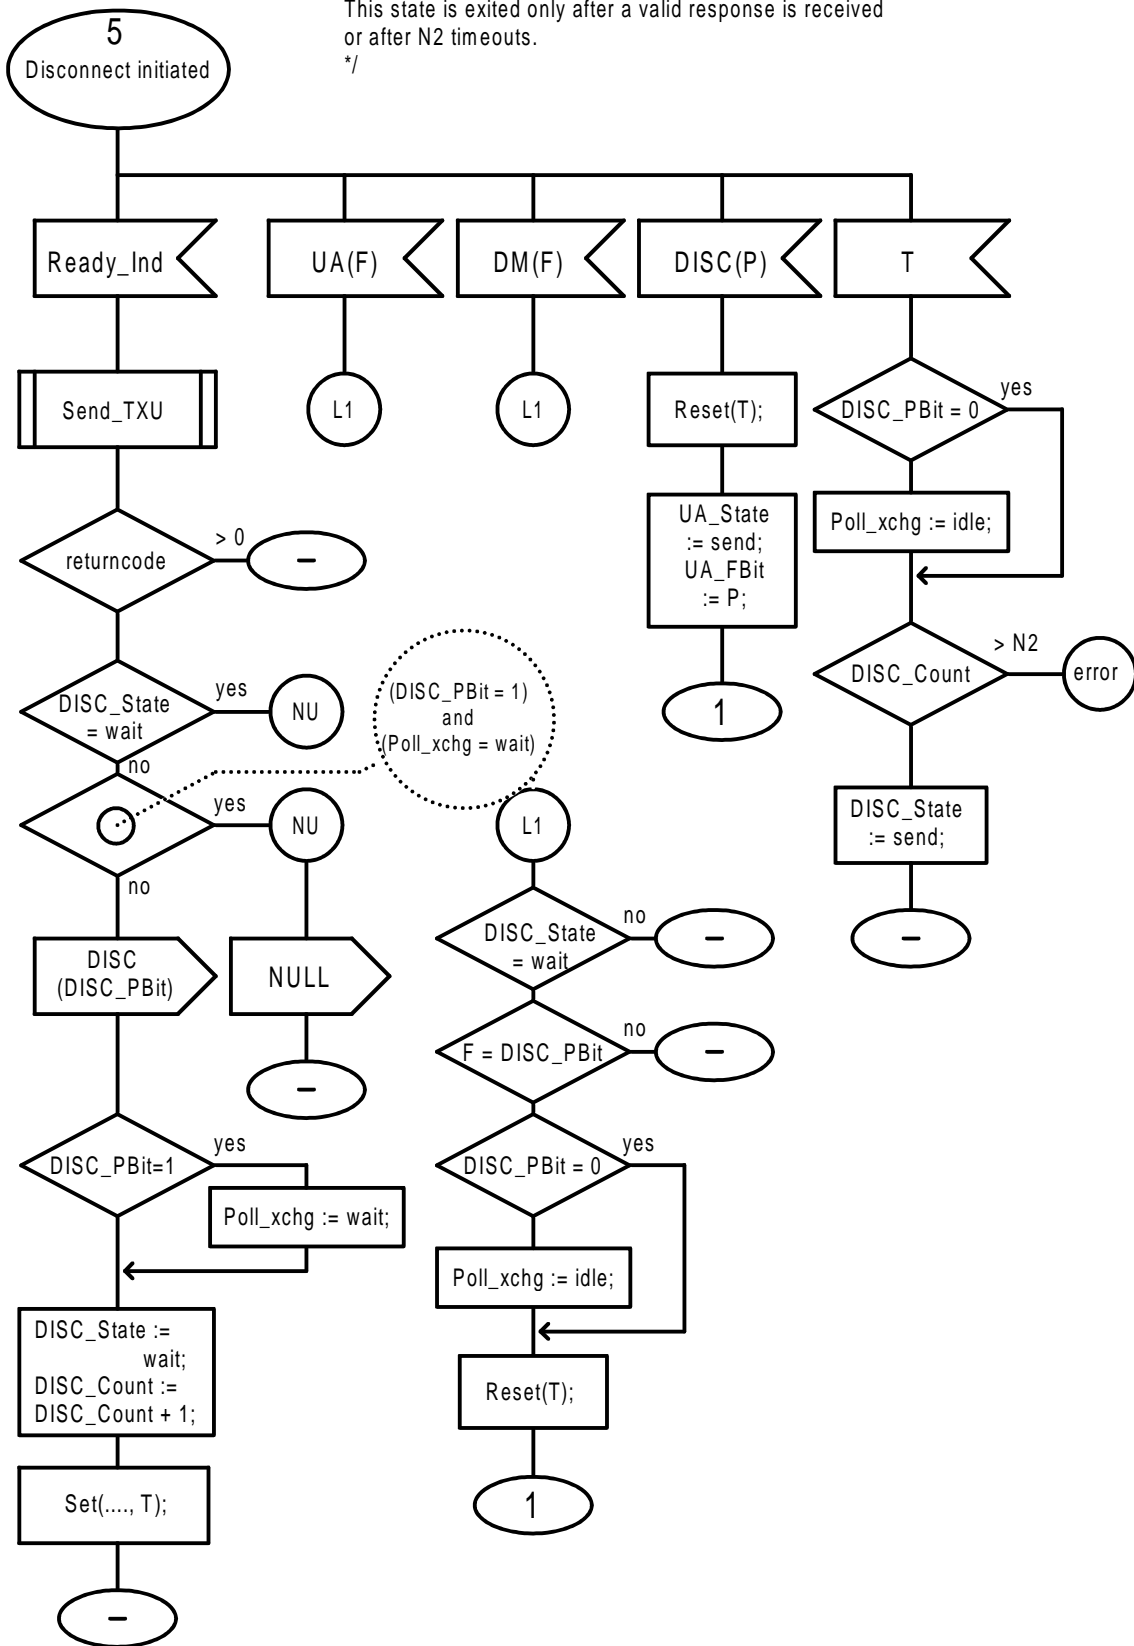 This state is exited only after a valid response is received
or after N2 timeouts.
*/
5
Disconnect initiated
Ready_Ind
UA(F)
DM(F)
DISC(P)
T
Send_TXU
L1
L1
Reset(T);
DISC_PBit = 0
yes
UA_State
:= send;
UA_FBit
:= P;
Poll_xchg := idle;
returncode
> 0
–
DISC_Count
> N2
error
1
DISC_State
= wait
yes
NU
no
(DISC_PBit = 1)
and
(Poll_xchg = wait)
yes
NU
no
L1
DISC_State
:= send;
–
DISC
(DISC_PBit)
NULL
–
DISC_State
= wait
no
–
F = DISC_PBit
no
–
DISC_PBit=1
yes
Poll_xchg := wait;
DISC_PBit = 0
yes
Poll_xchg := idle;
DISC_State :=
wait;
DISC_Count :=
DISC_Count + 1;
Reset(T);
Set(...., T);
1
–